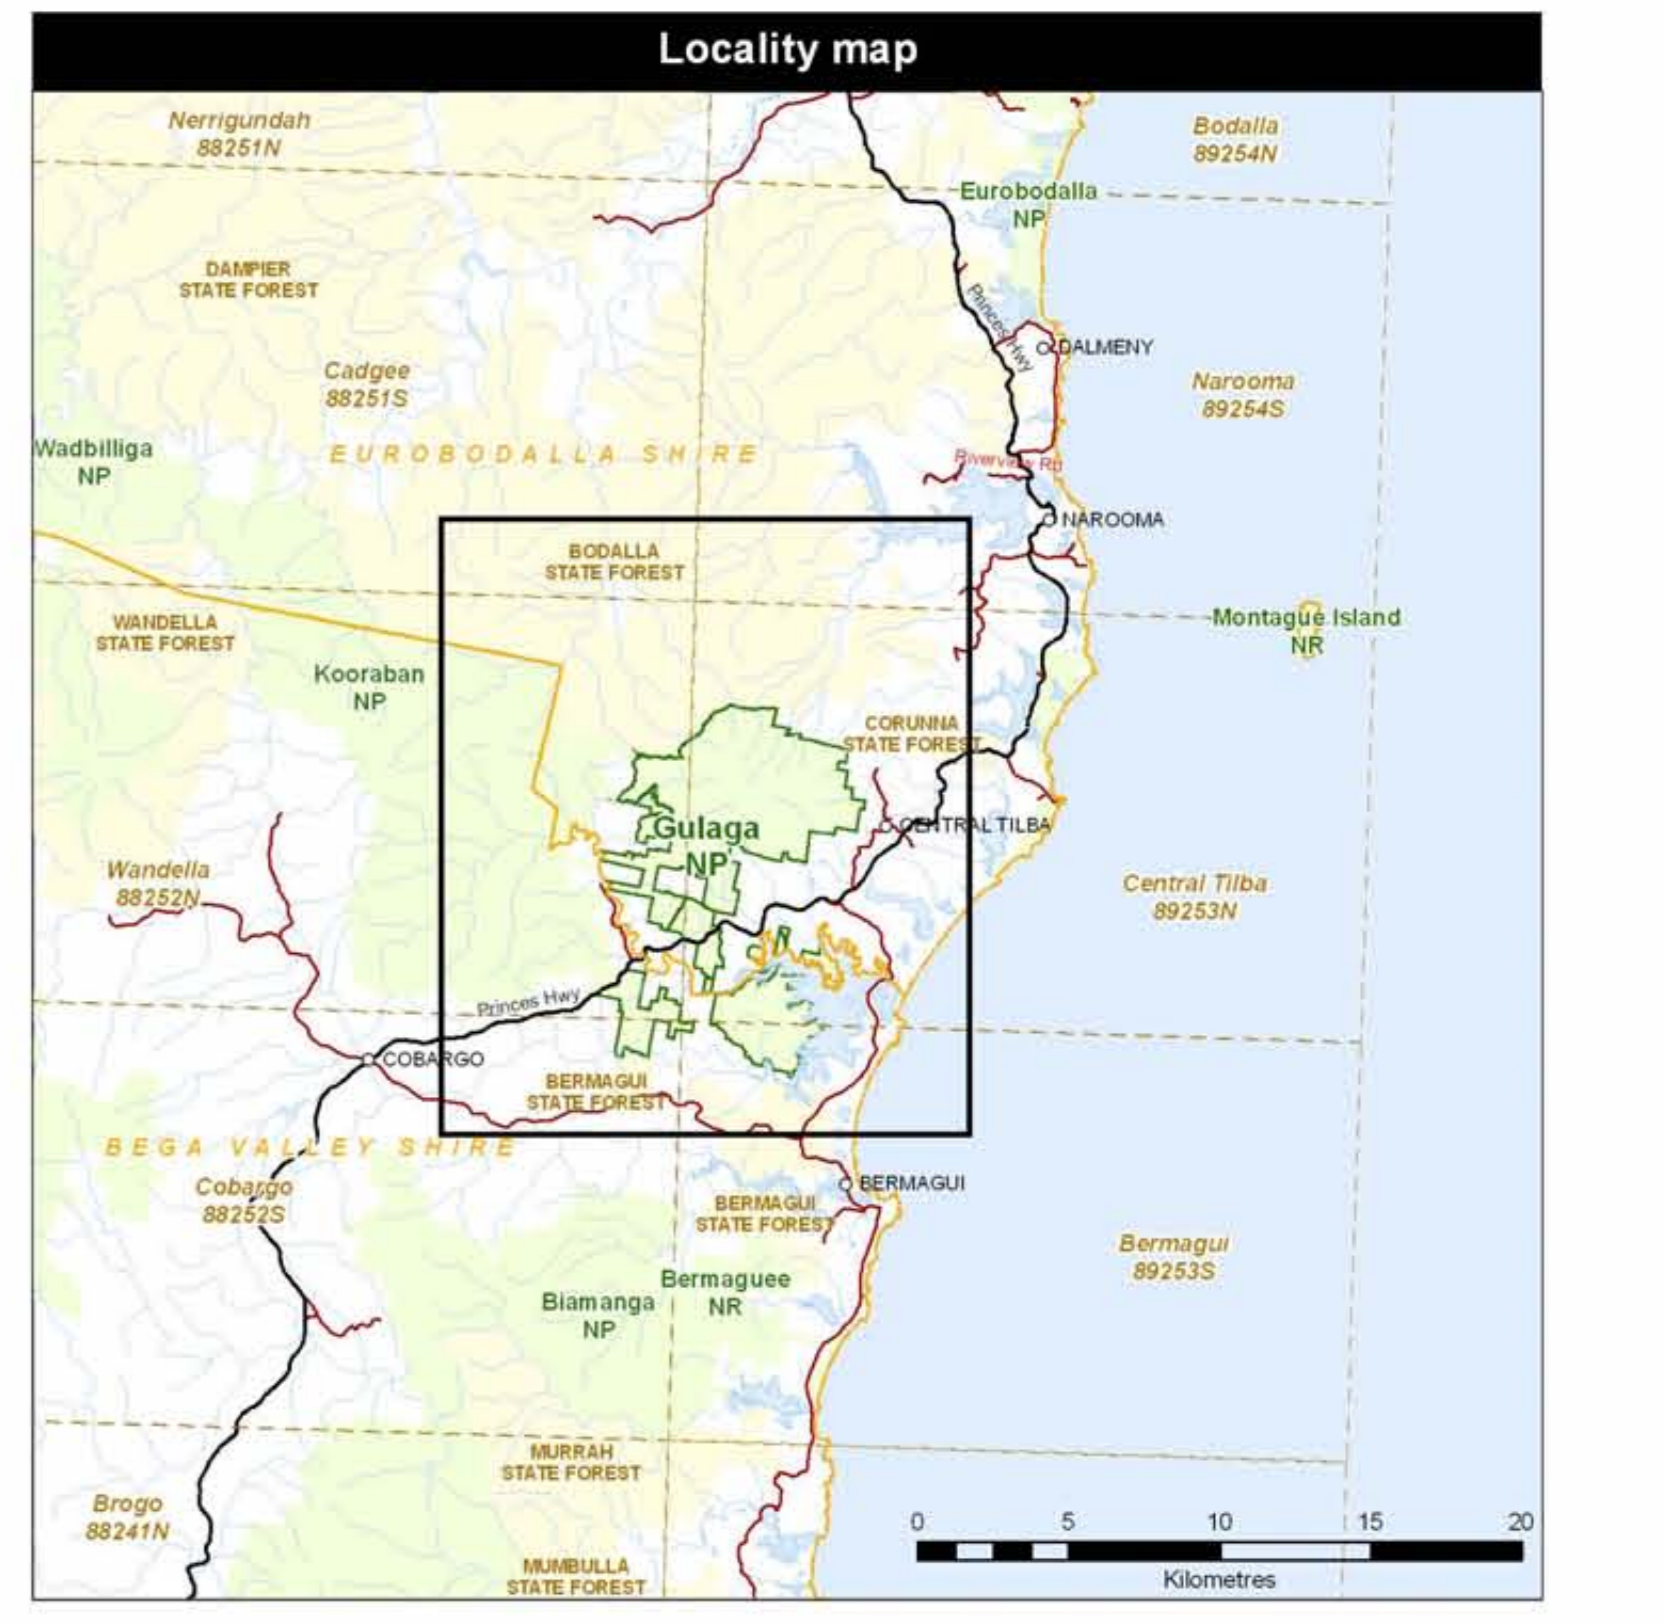 Locality map
Nerrigundah
88251N
Bodalla
89254N
Eurobodalla
NP
DAMPIER
STATE FOREST
Princes Hwy
DALMENY
Cadgee
88251S
Narooma
89254S
Wadbilliga
NP
EUROBODALLA SHIRE
Riverview Rd
NAROOMA
BODALLA
STATE FOREST
WANDELLA
STATE FOREST
Montague Island
NR
Kooraban
NP
CORUNNA
STATE FOREST
Gulaga
NP
CENTRAL TILBA
Wandella
88252N
Central Tilba
89253N
Princes Hwy
COBARGO
BERMAGUI
STATE FOREST
BEGA VALLEY SHIRE
Cobargo
88252S
BERMAGUI
BERMAGUI
STATE FOREST
Bermagui
89253S
Bermaguee
NR
Biamanga
NP
MURRAH
STATE FOREST
Brogo
88241N
MUMBULLA
STATE FOREST
0 5 10 15 20
Kilometres